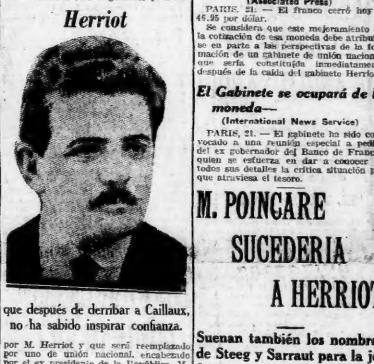 Herriot
que después de derribar a Caillaux,
no ha sabido inspirar confianza.
por M. Herriot y que será reemplazado
por uno de unión nacional, encabezado
(Associated Press)
PARIS, 21. — El franco cerró hoy
46.25 por dólar.
Se considera que este mejoramiento
la cotización de esa moneda debe atribu
se en parte a las perspectivas de la fo
mación de un gabinete de unión nacion
que sería constituida inmediatame
después de la caída del gabinete Herrio
El Gabinete se ocupará de l
moneda—
(International News Service)
PARIS, 21. — El gabinete ha sido co
vocado a una reunión especial a pedi
del ex gobernador del Banco de Franc
quien se esfuerza en dar a conocer
todos sus detalles la crítica situación p
que atraviesa el tesoro.
M. POINCARE
SUCEDERIA
A HERRIOT
Suenan también los nombre
de Steeg y Sarraut para la j